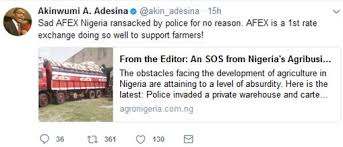 Akinwumi A. Adesina @akin_adesina · 15h
Sad AFEX Nigeria ransacked by police for no reason. AFEX is a 1st rate
exchange doing so well to support farmers!
From the Editor: An SOS from Nigeria's Agribusi...
The obstacles facing the development of agriculture in
Nigeria are attaining to a level of absurdity. Here is the
latest: Police invaded a private warehouse and carte...
agronigeria.com.ng
36 361 130